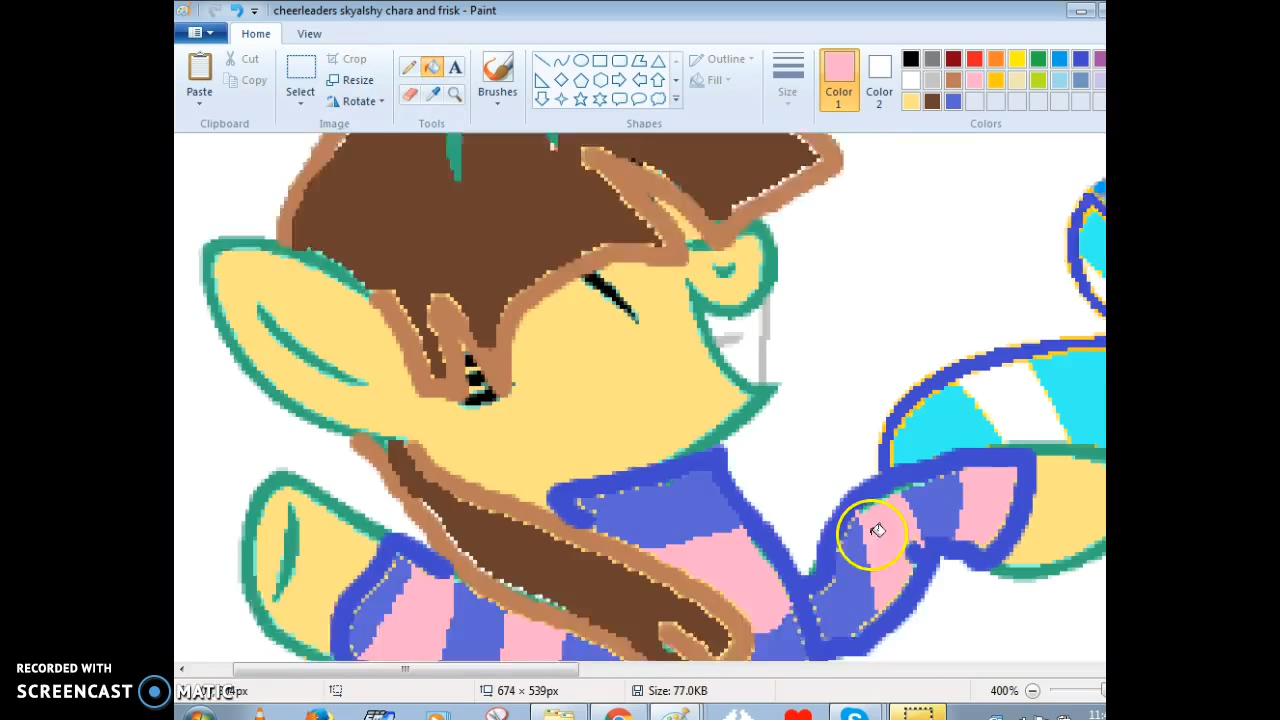 cheerleaders skyalshy chara and frisk - Paint
Home View
Paste
Cut
Copy
Clipboard
Select
Crop
Resize
Rotate
Image
A
Tools
Brushes
Outline
Fill
Shapes
Size
Color 1
Color 2
Colors
RECORDED WITH
SCREENCAST MATIC
674 × 539px
Size: 77.0KB
400%